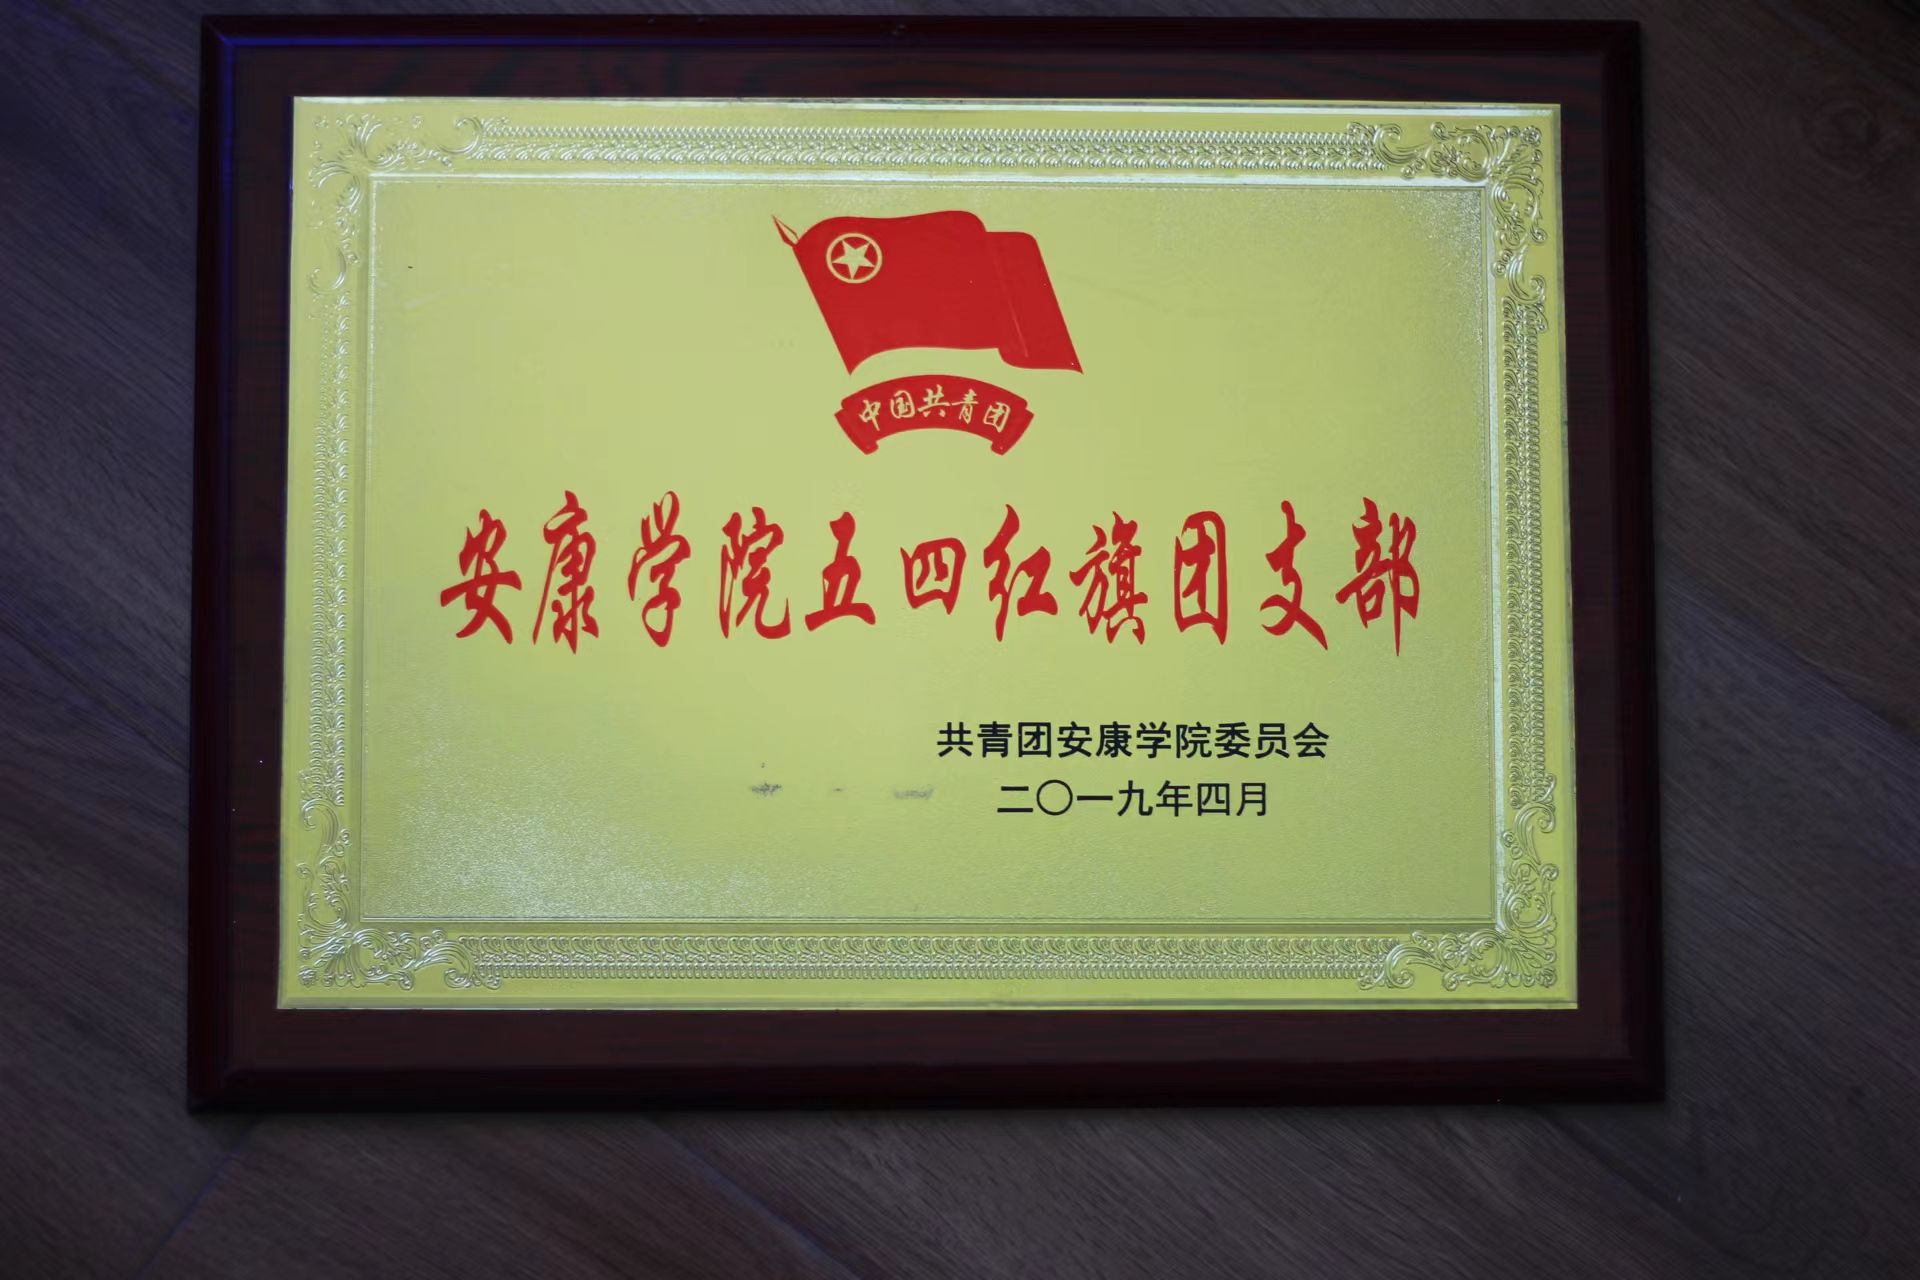 中国共青团
安康学院五四红旗团支部
共青团安康学院委员会
二〇一九年四月